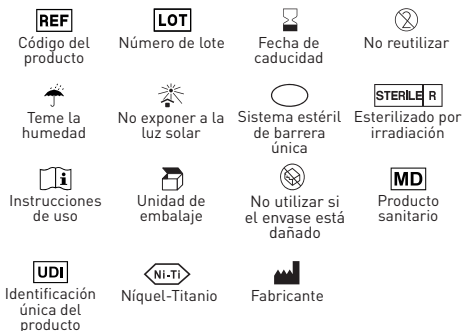 REF
LOT
Código del
producto
Número de lote
Fecha de
caducidad
No reutilizar
2
STERILE R
Teme la
humedad
No exponer a la
luz solar
Sistema estéril
de barrera
única
Esterilizado por
irradiación
i
MD
Instrucciones
de uso
Unidad de
embalaje
No utilizar si
el envase está
dañado
Producto
sanitario
UDI
Ni-Ti
Identificación
única del
producto
Níquel-Titanio
Fabricante